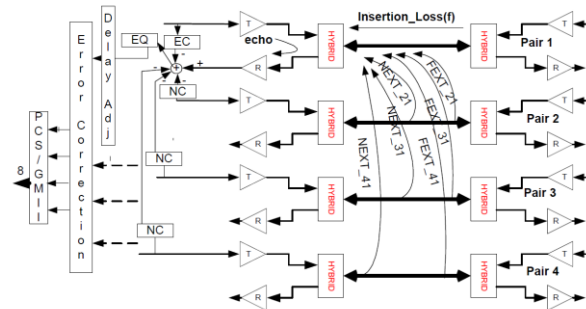 Insertion_Loss(f)
echo
Pair 1
Pair 2
Pair 3
Pair 4
EQ
EC
NC
NC
NC
Delay Adj
Error Correction
PCS/GMII
8
T
R
T
R
T
R
T
R
HYBRID
HYBRID
HYBRID
HYBRID
HYBRID
HYBRID
HYBRID
HYBRID
NEXT_21
NEXT_31
NEXT_41
FEXT_21
FEXT_31
FEXT_41
T
R
T
R
T
R
T
R
+
-
-
-
-
+